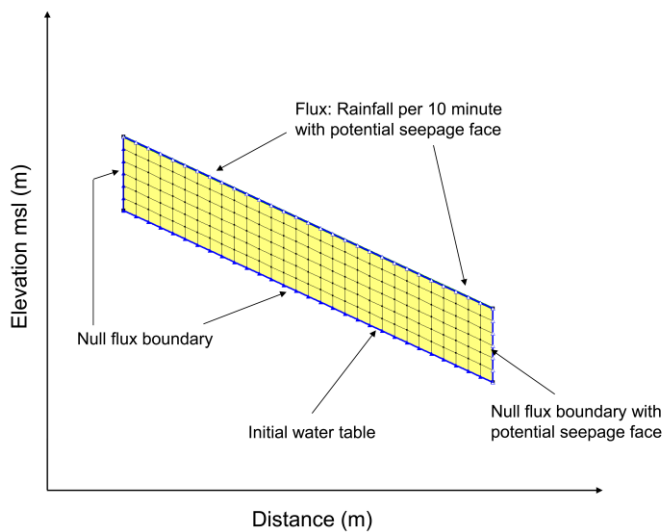 Flux: Rainfall per 10 minute
with potential seepage face
Elevation msl (m)
Null flux boundary
Initial water table
Null flux boundary with
potential seepage face
Distance (m)